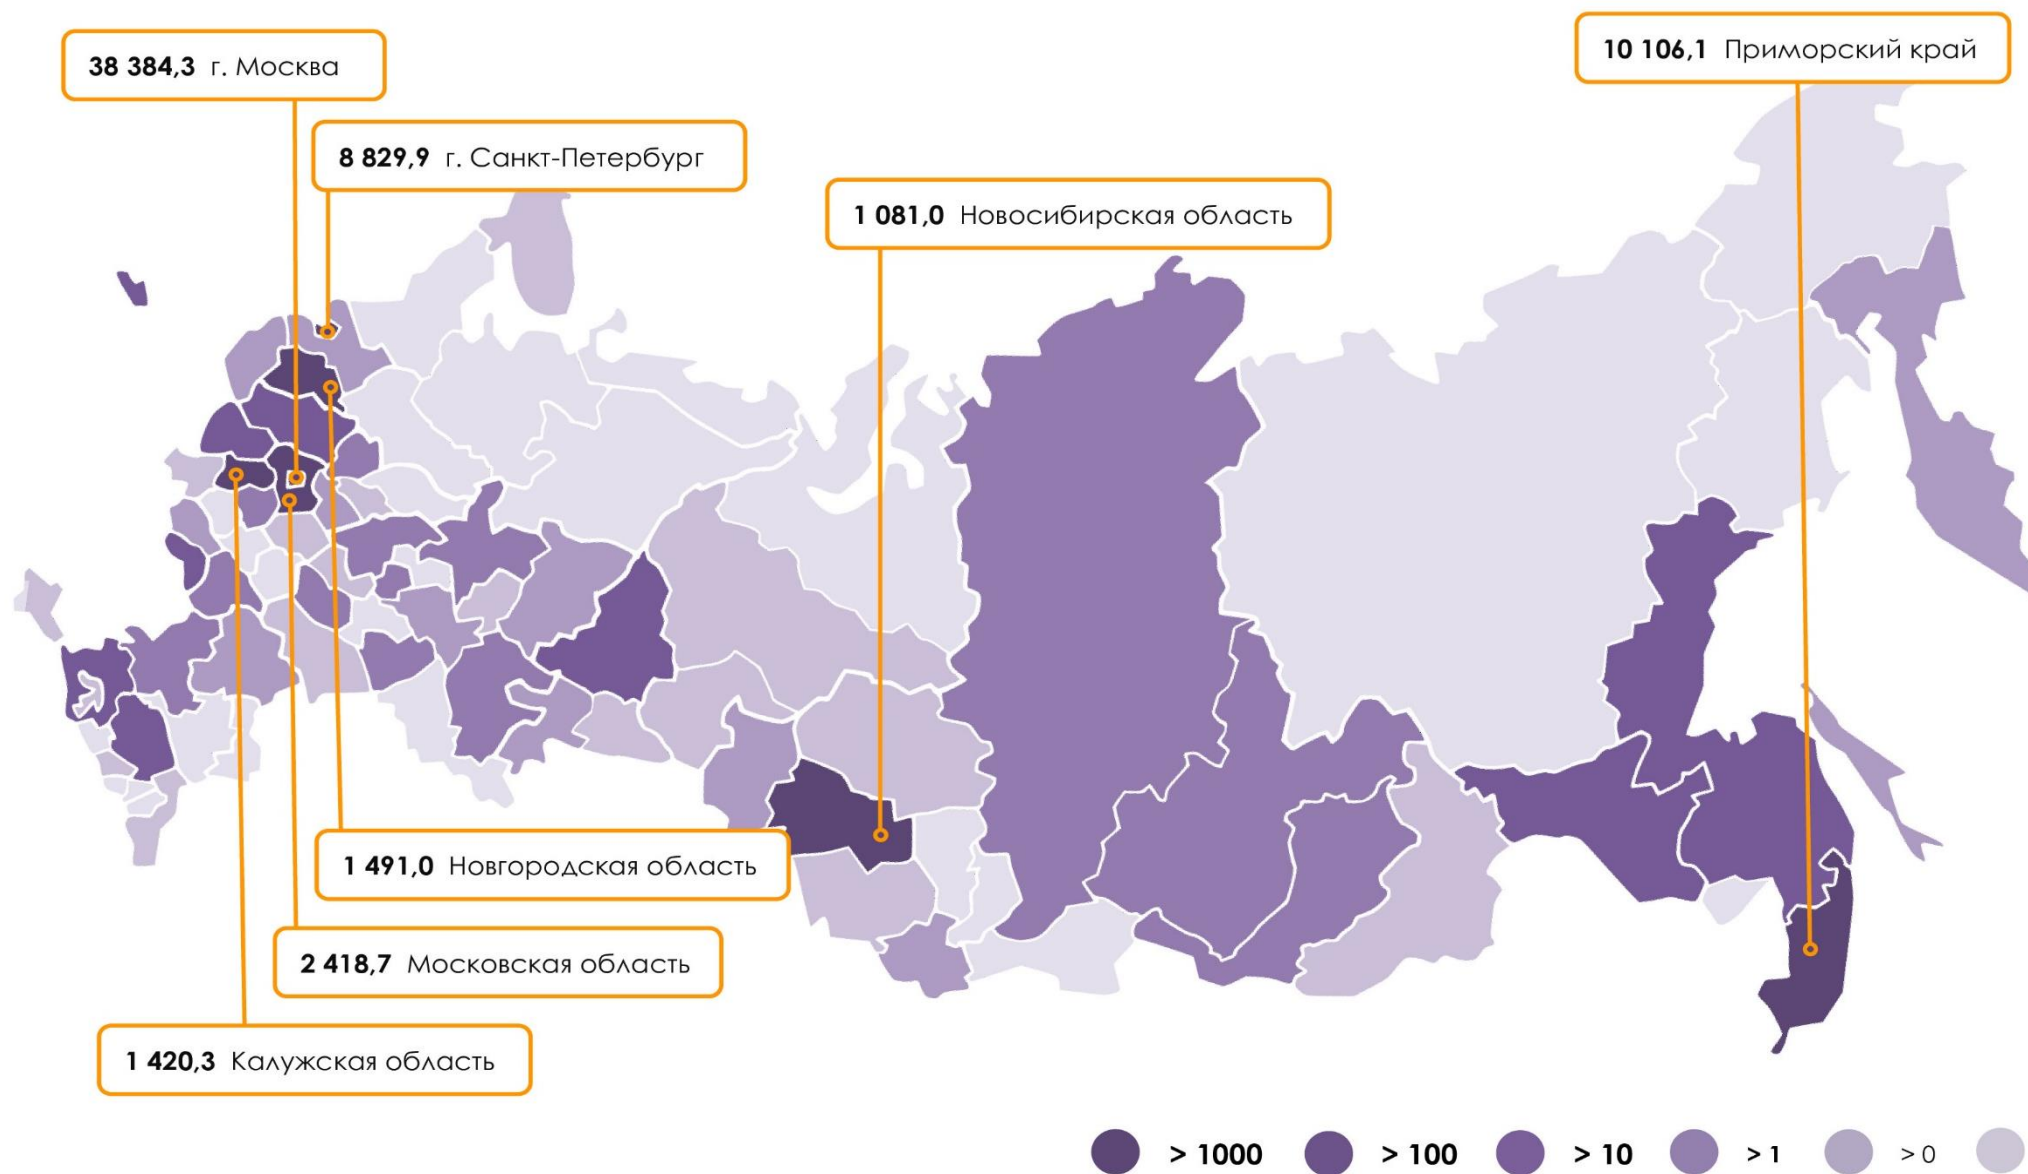 38 384,3 г. Москва
10 106,1 Приморский край
8 829,9 г. Санкт-Петербург
1 081,0 Новосибирская область
1 491,0 Новгородская область
2 418,7 Московская область
1 420,3 Калужская область
> 1000 > 100 > 10 > 1 > 0